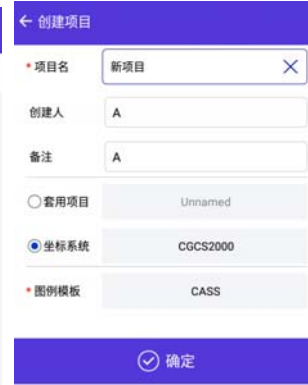 ← 创建项目
* 项目名 新项目
创建人 A
备注 A
套用项目 Unnamed
坐标系统 CGCS2000
* 图例模板 CASS
确定